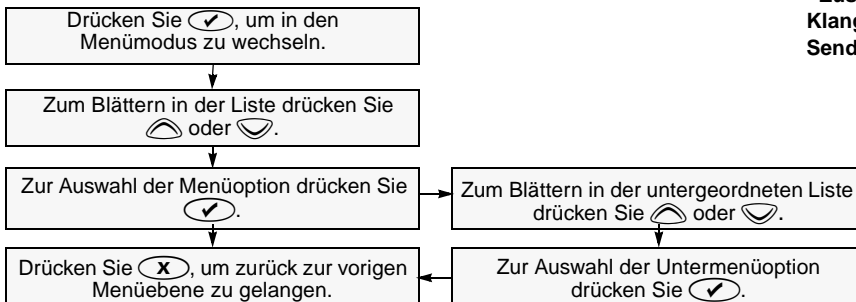 Drücken Sie ✔, um in den
Menümodus zu wechseln.
Zum Blättern in der Liste drücken Sie
oder .
Zur Auswahl der Menüoption drücken Sie
✔.
Zum Blättern in der untergeordneten Liste
drücken Sie oder .
Drücken Sie X, um zurück zur vorigen
Menüebene zu gelangen.
Zur Auswahl der Untermenüoption
drücken Sie ✔.
Klang
Send